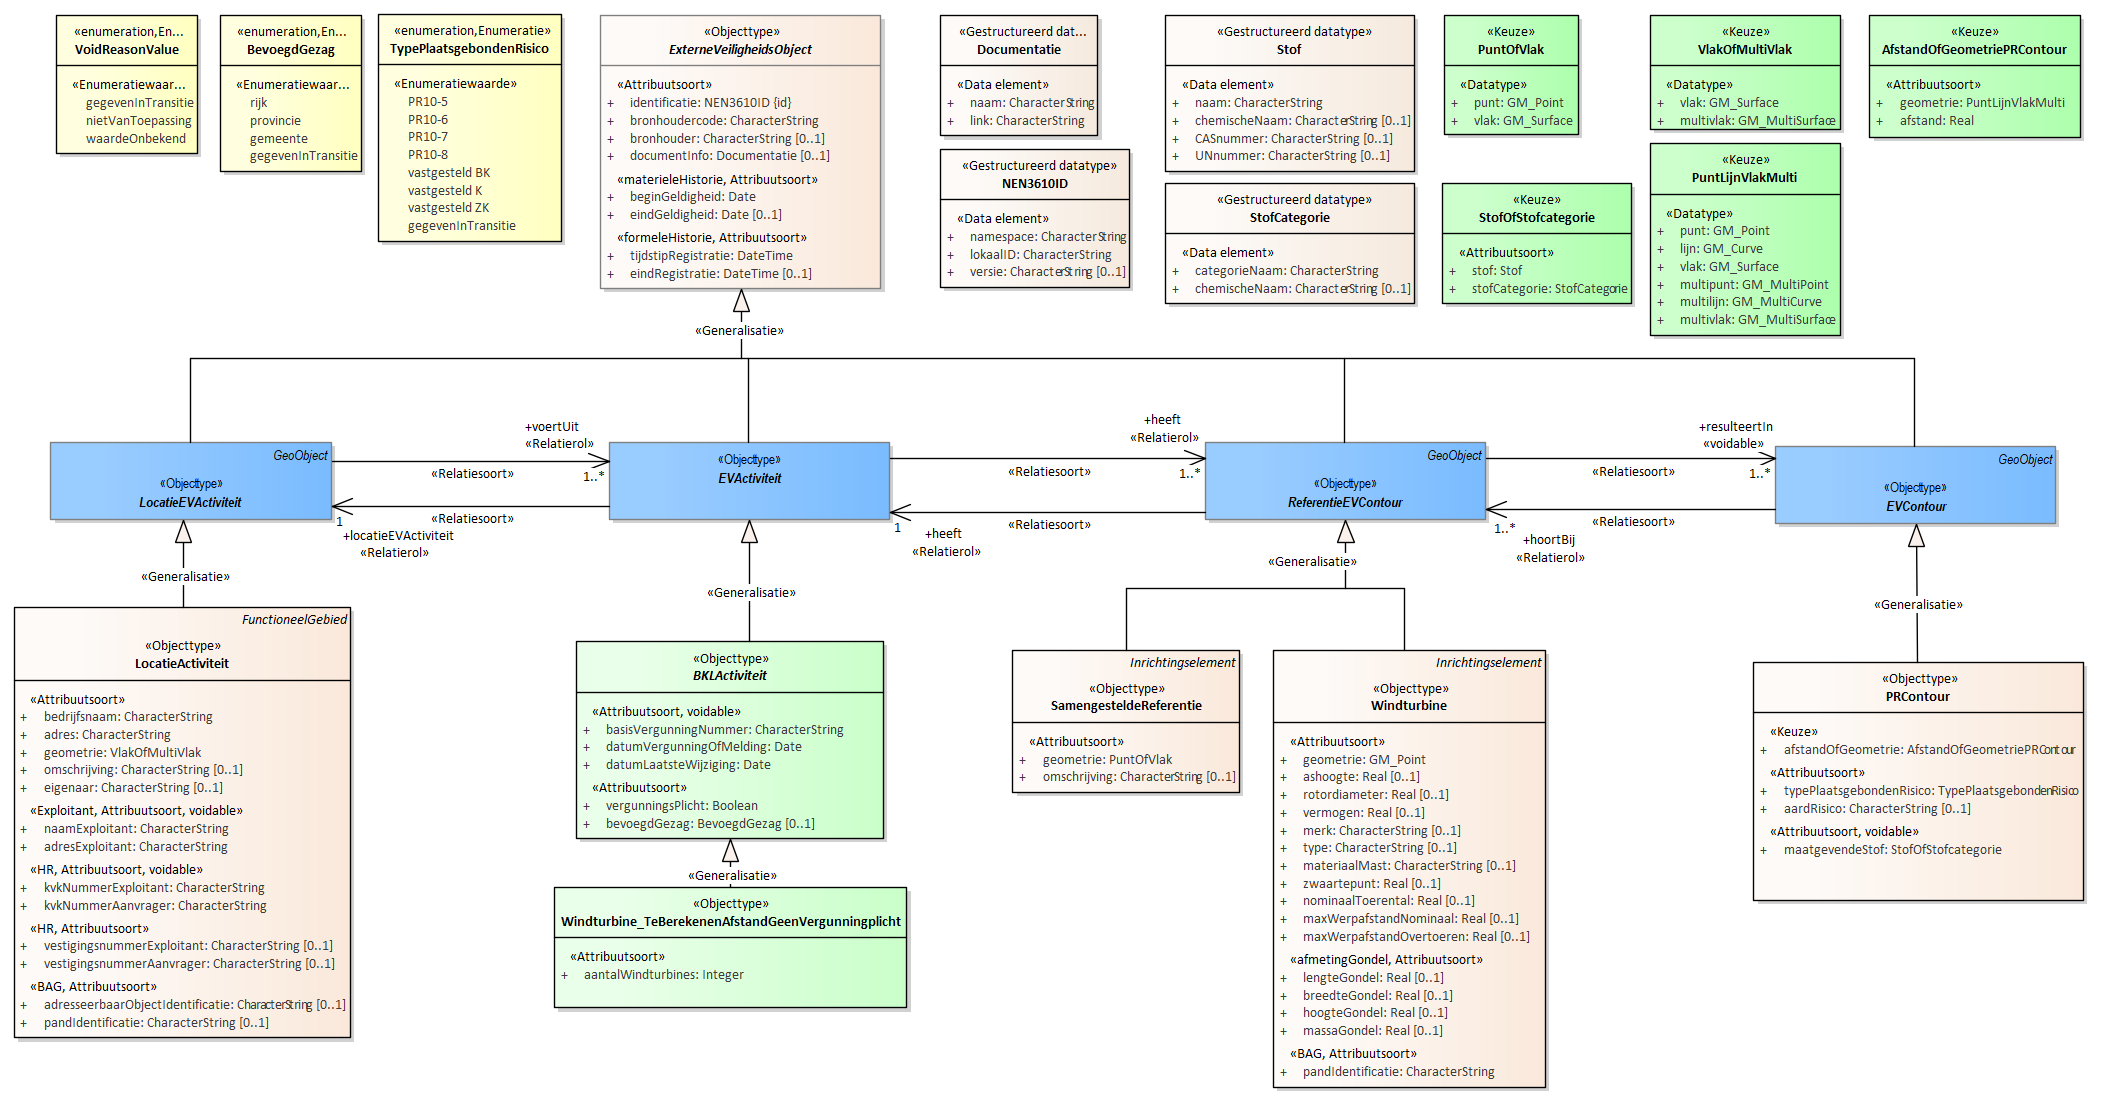 «enumeration,En...
VoidReasonValue
«Enumeratiewaar...
gegevenInTransitie
nietVanToepassing
waardeOnbekend
«enumeration,En...
BevoegdGezag
«Enumeratiewaar...
rijk
provincie
gemeente
gegevenInTransitie
«enumeration,Enumeratie»
TypePlaatsgebondenRisico
«Enumeratiewaarde»
PR10-5
PR10-6
PR10-7
PR10-8
vastgesteld BK
vastgesteld K
vastgesteld ZK
gegevenInTransitie
«Objecttype»
ExterneVeiligheidsObject
«Attribuutsoort»
+ identificatie: NEN3610ID {id}
+ bronhoudercode: CharacterString
+ bronhouder: CharacterString [0..1]
+ documentInfo: Documentatie [0..1]
«materieleHistorie, Attribuutsoort»
+ beginGeldigheid: Date
+ eindGeldigheid: Date [0..1]
«formeleHistorie, Attribuutsoort»
+ tijdstipRegistratie: DateTime
+ eindRegistratie: DateTime [0..1]
«Gestructureerd dat...
Documentatie
«Data element»
+ naam: CharacterString
+ link: CharacterString
«Gestructureerd datatype»
NEN3610ID
«Data element»
+ namespace: CharacterString
+ lokaalID: CharacterString
+ versie: CharacterString [0..1]
«Gestructureerd datatype»
Stof
«Data element»
+ naam: CharacterString
+ chemischeNaam: CharacterString [0..1]
+ CASnummer: CharacterString [0..1]
+ UNnummer: CharacterString [0..1]
«Gestructureerd datatype»
StofCategorie
«Data element»
+ categorieNaam: CharacterString
+ chemischeNaam: CharacterString [0..1]
«Keuze»
PuntOfVlak
«Datatype»
+ punt: GM_Point
+ vlak: GM_Surface
«Keuze»
StofOfStofcategorie
«Attribuutsoort»
+ stof: Stof
+ stofCategorie: StofCategorie
«Keuze»
VlakOfMultiVlak
«Datatype»
+ vlak: GM_Surface
+ multivlak: GM_MultiSurface
«Keuze»
PuntLijnVlakMulti
«Datatype»
+ punt: GM_Point
+ lijn: GM_Curve
+ vlak: GM_Surface
+ multipunt: GM_MultiPoint
+ multilijn: GM_MultiCurve
+ multivlak: GM_MultiSurface
«Keuze»
AfstandOfGeometriePRContour
«Attribuutsoort»
+ geometrie: PuntLijnVlakMulti
+ afstand: Real
«Generalisatie»
GeoObject
«Objecttype»
LocatieEVActiviteit
+voertUit
«Relatierol»
«Relatiesoort»
1..*
«Relatiesoort»
1
+locatieEVActiviteit
«Relatierol»
«Objecttype»
EVActiviteit
+heeft
«Relatierol»
«Relatiesoort»
1..*
«Relatiesoort»
1
+heeft
«Relatierol»
GeoObject
«Objecttype»
ReferentieEVContour
+resulteertIn
«voidable»
«Relatiesoort»
1..*
«Relatiesoort»
1..*
+hoortBij
«Relatierol»
GeoObject
«Objecttype»
EVContour
«Generalisatie»
«Generalisatie»
«Generalisatie»
«Generalisatie»
FunctioneelGebied
«Objecttype»
LocatieActiviteit
«Attribuutsoort»
+ bedrijfsnaam: CharacterString
+ adres: CharacterString
+ geometrie: VlakOfMultiVlak
+ omschrijving: CharacterString [0..1]
+ eigenaar: CharacterString [0..1]
«Exploitant, Attribuutsoort, voidable»
+ naamExploitant: CharacterString
+ adresExploitant: CharacterString
«HR, Attribuutsoort, voidable»
+ kvkNummerExploitant: CharacterString
+ kvkNummerAanvrager: CharacterString
«HR, Attribuutsoort»
+ vestigingsnummerExploitant: CharacterString [0..1]
+ vestigingsnummerAanvrager: CharacterString [0..1]
«BAG, Attribuutsoort»
+ adresseerbaarObjectIdentificatie: CharacterString [0..1]
+ pandIdentificatie: CharacterString [0..1]
«Objecttype»
BKLActiviteit
«Attribuutsoort, voidable»
+ basisVergunningNummer: CharacterString
+ datumVergunningOfMelding: Date
+ datumLaatsteWijziging: Date
«Attribuutsoort»
+ vergunningsPlicht: Boolean
+ bevoegdGezag: BevoegdGezag [0..1]
«Generalisatie»
«Objecttype»
Windturbine_TeBerekenenAfstandGeenVergunningplicht
«Attribuutsoort»
+ aantalWindturbines: Integer
Inrichtingselement
«Objecttype»
SamengesteldeReferentie
«Attribuutsoort»
+ geometrie: PuntOfVlak
+ omschrijving: CharacterString [0..1]
Inrichtingselement
«Objecttype»
Windturbine
«Attribuutsoort»
+ geometrie: GM_Point
+ ashoogte: Real [0..1]
+ rotordiameter: Real [0..1]
+ vermogen: Real [0..1]
+ merk: CharacterString [0..1]
+ type: CharacterString [0..1]
+ materiaalMast: CharacterString [0..1]
+ zwaartepunt: Real [0..1]
+ nominaalToerental: Real [0..1]
+ maxWerpafstandNominaal: Real [0..1]
+ maxWerpafstandOvertoeren: Real [0..1]
«afmetingGondel, Attribuutsoort»
+ lengteGondel: Real [0..1]
+ breedteGondel: Real [0..1]
+ hoogteGondel: Real [0..1]
+ massaGondel: Real [0..1]
«BAG, Attribuutsoort»
+ pandIdentificatie: CharacterString
«Objecttype»
PRContour
«Keuze»
+ afstandOfGeometrie: AfstandOfGeometriePRContour
«Attribuutsoort»
+ typePlaatsgebondenRisico: TypePlaatsgebondenRisico
+ aardRisico: CharacterString [0..1]
«Attribuutsoort, voidable»
+ maatgevendeStof: StofOfStofcategorie